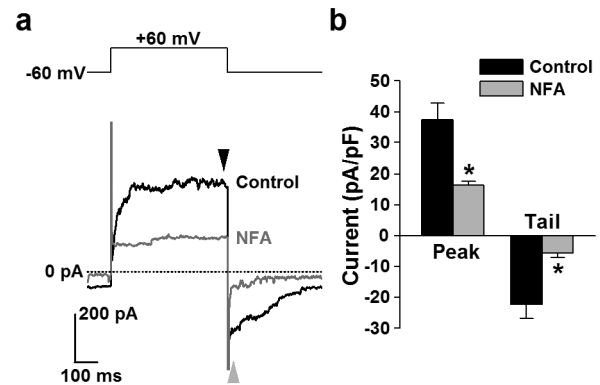 a
+60 mV
-60 mV
Control
NFA
0 pA
200 pA
100 ms
b
Control
NFA
Current (pA/pF)
50
40
30
20
10
0
-10
-20
-30
*
Peak
Tail
*